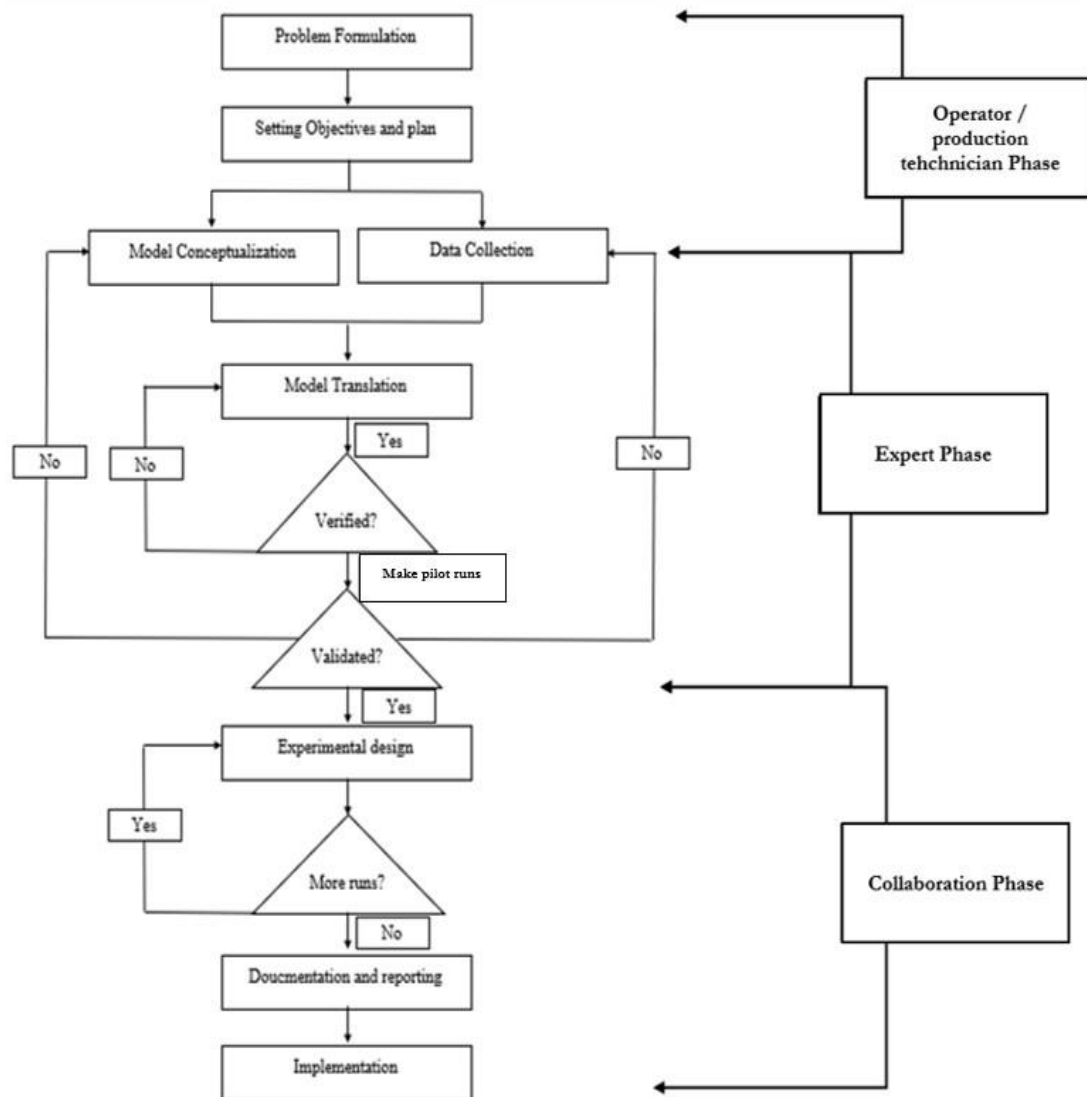 Problem Formulation
Operator /
production
tehchnician Phase
Setting Objectives and plan
Model Conceptualization
Data Collection
Model Translation
Yes
No
No
No
Expert Phase
Verified?
Make pilot runs
Validated?
Yes
Experimental design
Yes
More runs?
Collaboration Phase
No
Doucmentation and reporting
Implementation